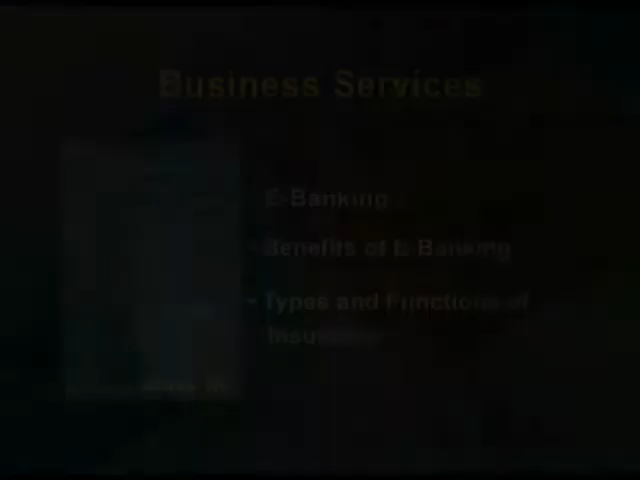 Business Services
E-Banking
- Benefits of E-Banking
- Types and Functions of
Insurance